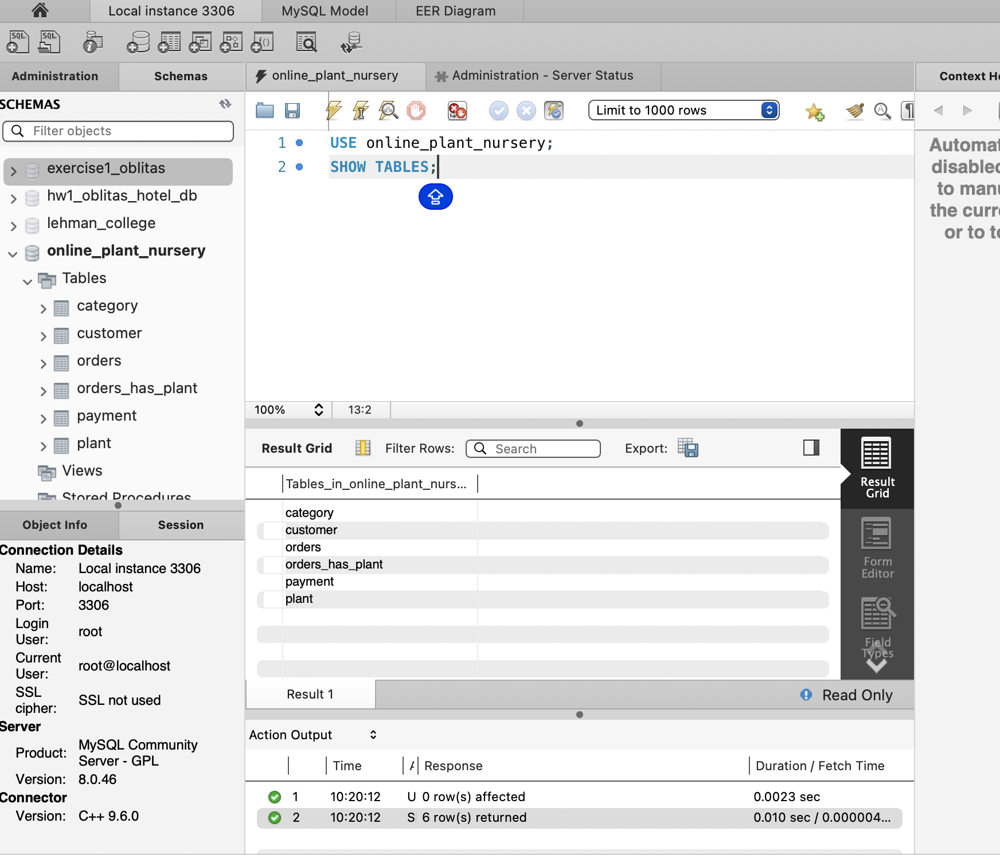 Local instance 3306
MySQL Model
EER Diagram
SQL
SQL
Administration
Schemas
online_plant_nursery
Administration - Server Status
Context
SCHEMAS
Limit to 1000 rows
Filter objects
1 USE online_plant_nursery;
2 SHOW TABLES;
disabled
the
or to
exercise1_oblitas
hw1_oblitas_hotel_db
lehman_college
online_plant_nursery
Tables
category
customer
orders
orders_has_plant
payment
plant
Views
Stored Procedures
100%
13:2
Result Grid
Filter Rows:
Search
Export:
Result
Grid
Form
Editor
Field
Types
Tables_in_online_plant_nurs...
category
customer
orders
orders_has_plant
payment
plant
Result 1
Read Only
Object Info
Session
Connection Details
Name: Local instance 3306
Host: localhost
Port: 3306
Login
User: root
Current
User: root@localhost
SSL
cipher: SSL not used
Server
Product: MySQL Community
Server - GPL
Version: 8.0.46
Connector
Version: C++ 9.6.0
Action Output
Time
Response
Duration / Fetch Time
1 10:20:12 U 0 row(s) affected 0.0023 sec
2 10:20:12 6 row(s) returned 0.010 sec / 0.000004...